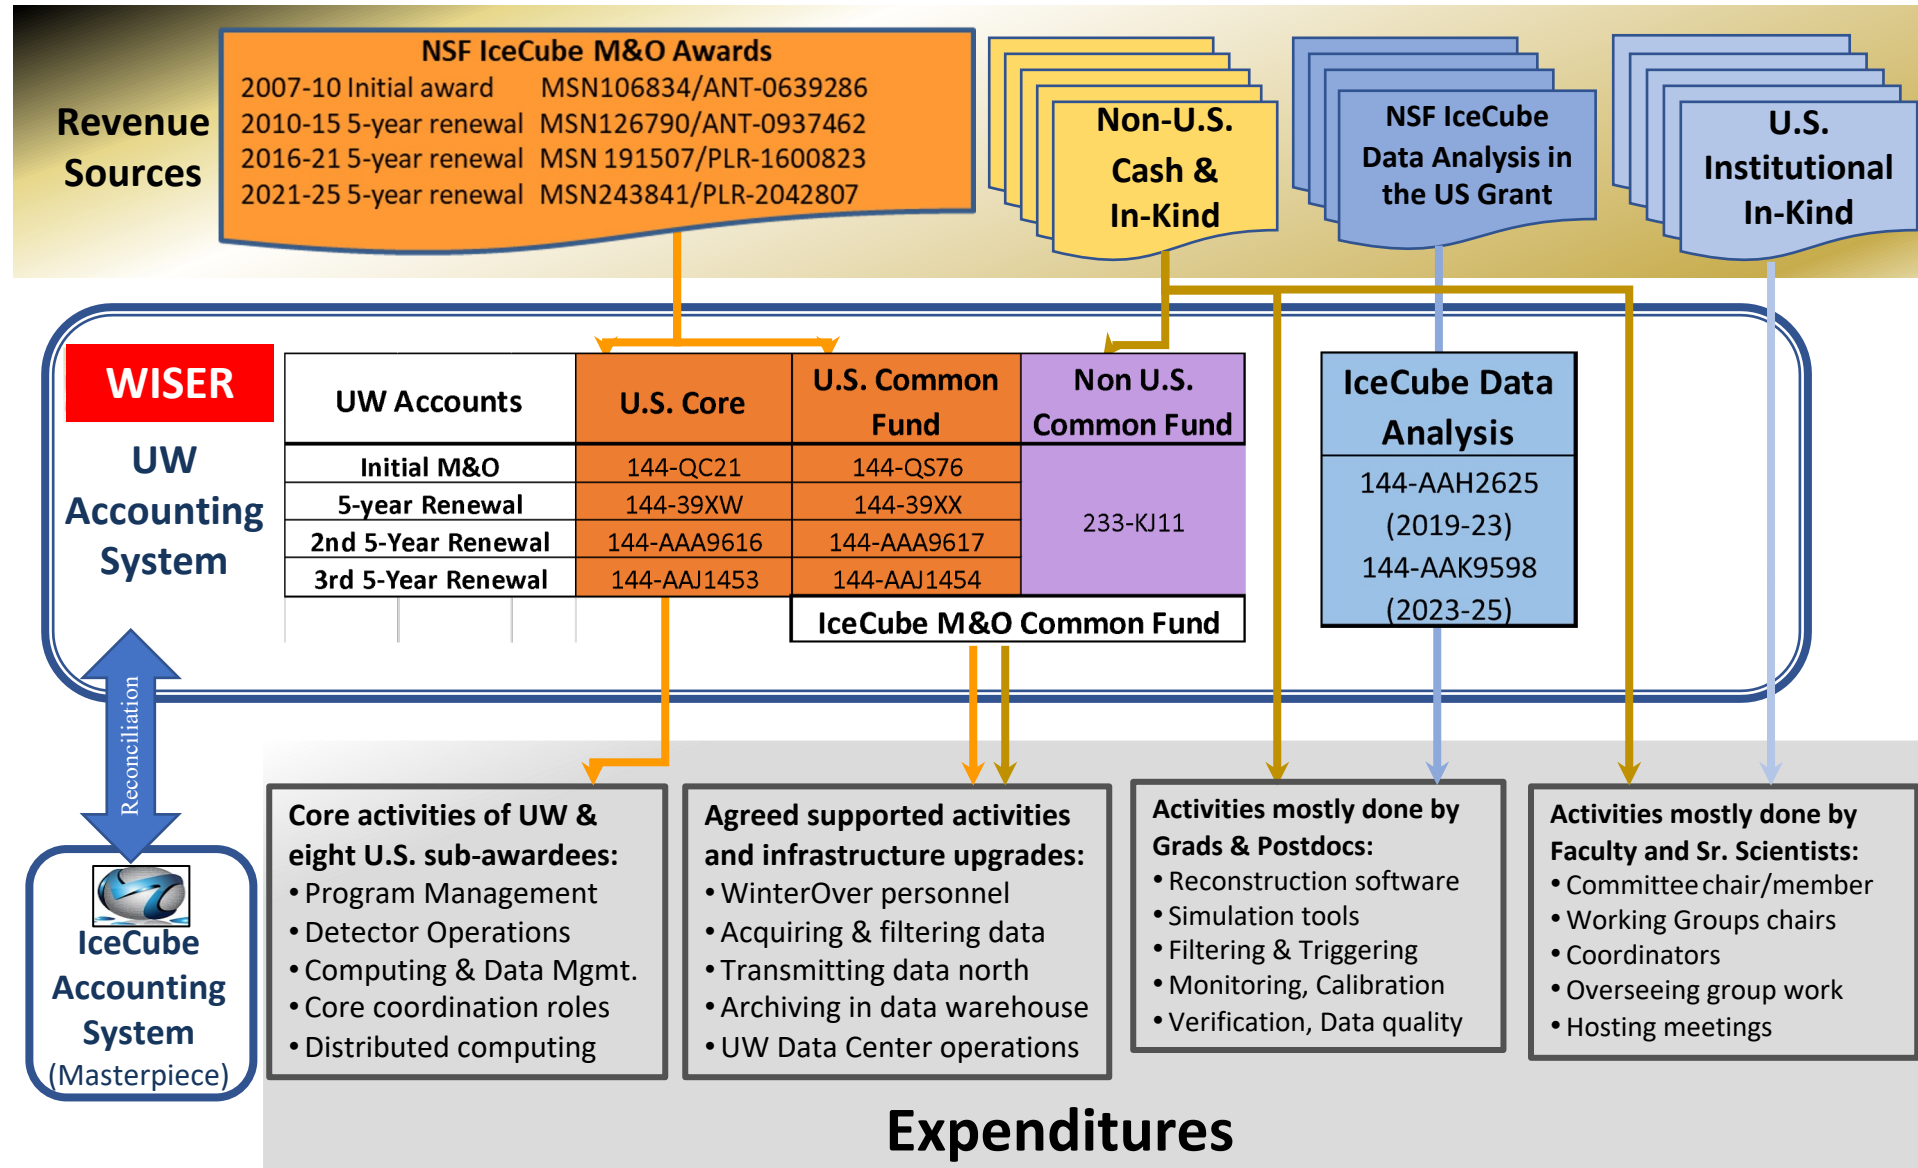 Revenue
Sources
NSF IceCube M&O Awards
2007-10 Initial award MSN106834/ANT-0639286
2010-15 5-year renewal MSN126790/ANT-0937462
2016-21 5-year renewal MSN 191507/PLR-1600823
2021-25 5-year renewal MSN243841/PLR-2042807
Non-U.S.
Cash &
In-Kind
NSF IceCube
Data Analysis in
the US Grant
U.S.
Institutional
In-Kind
WISER
UW
Accounting
System
UW Accounts
U.S. Core
U.S. Common
Fund
Non U.S.
Common Fund
Initial M&O 144-QC21 144-QS76
5-year Renewal 144-39XW 144-39XX
233-KJ11
2nd 5-Year Renewal 144-AAA9616 144-AAA9617
3rd 5-Year Renewal 144-AAJ1453 144-AAJ1454
IceCube M&O Common Fund
IceCube Data
Analysis
144-AAH2625
(2019-23)
144-AAK9598
(2023-25)
Reconciliation
IceCube
Accounting
System
(Masterpiece)
Core activities of UW &
eight U.S. sub-awardees:
• Program Management
• Detector Operations
• Computing & Data Mgmt.
• Core coordination roles
• Distributed computing
Agreed supported activities
and infrastructure upgrades:
• WinterOver personnel
• Acquiring & filtering data
• Transmitting data north
• Archiving in data warehouse
• UW Data Center operations
Activities mostly done by
Grads & Postdocs:
• Reconstruction software
• Simulation tools
• Filtering & Triggering
• Monitoring, Calibration
• Verification, Data quality
Activities mostly done by
Faculty and Sr. Scientists:
• Committee chair/member
• Working Groups chairs
• Coordinators
• Overseeing group work
• Hosting meetings
Expenditures